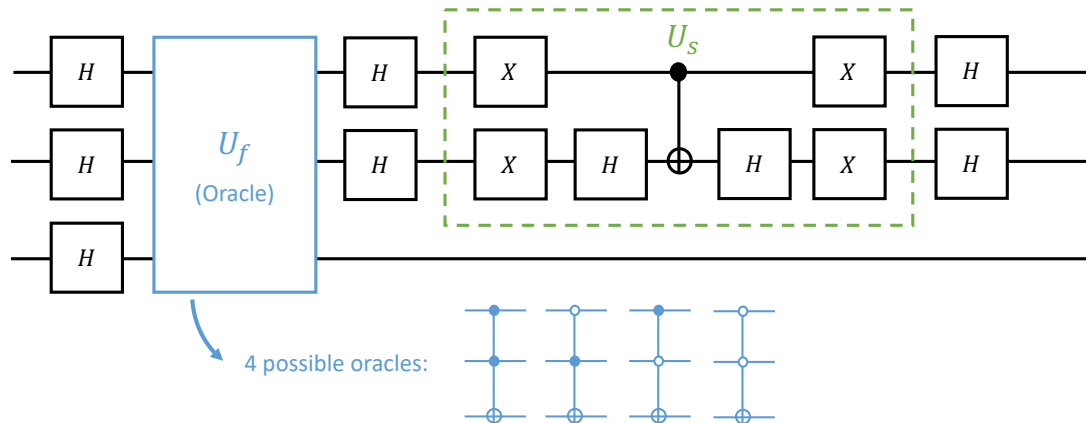 U_s
H H X X H
U_f
(Oracle)
H H X H H X H
H
4 possible oracles: